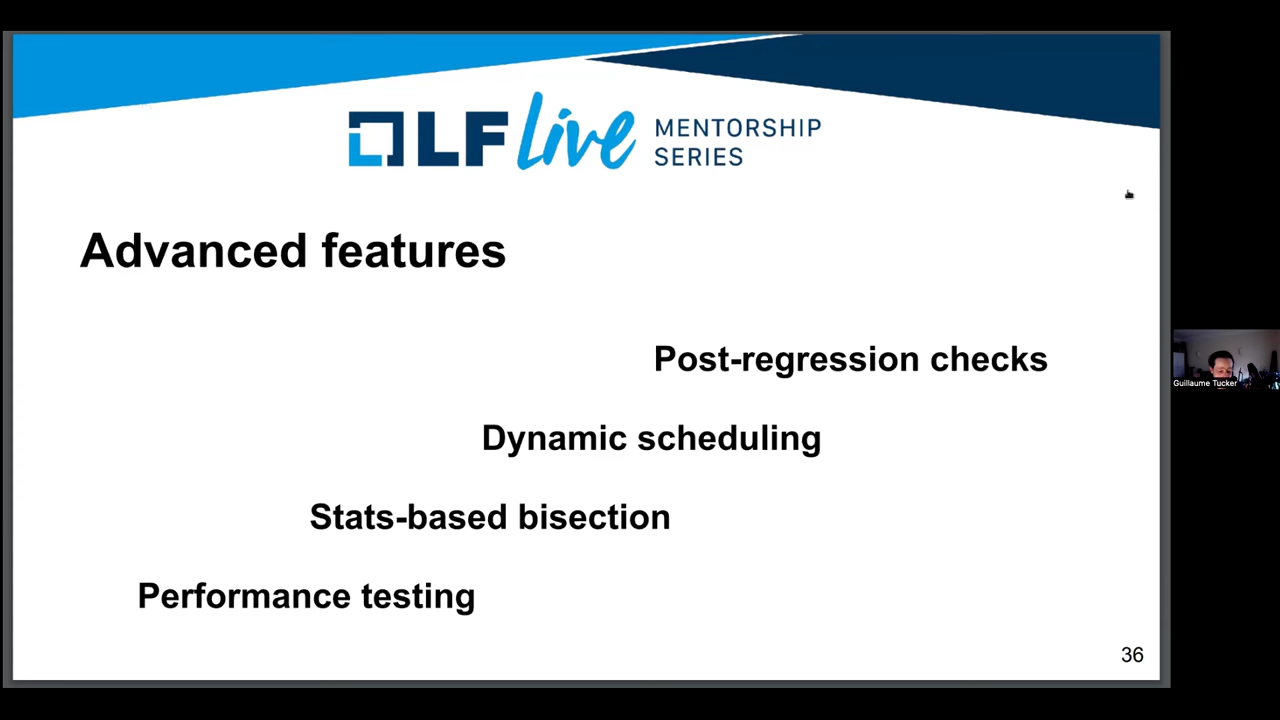 LF live MENTORSHIP
SERIES
Advanced features
Post-regression checks
Dynamic scheduling
Stats-based bisection
Performance testing
36
Guillaume Tucker